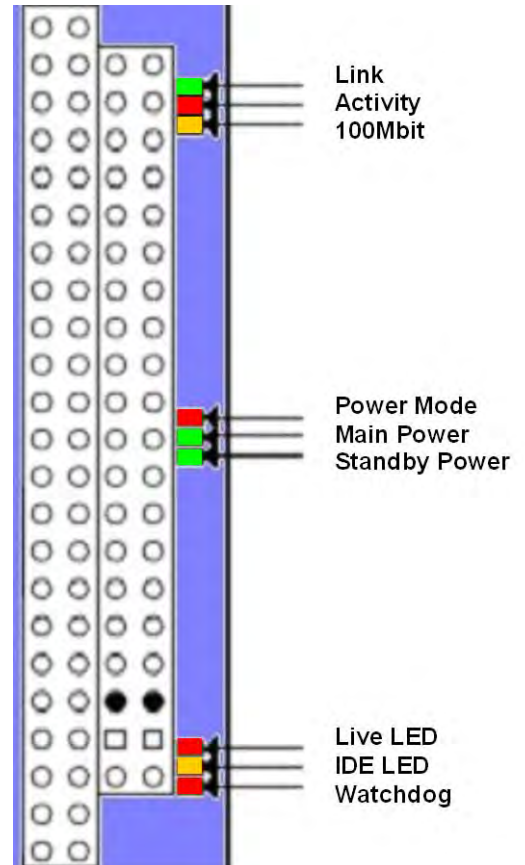 Link
Activity
100Mbit
Power Mode
Main Power
Standby Power
Live LED
IDE LED
Watchdog